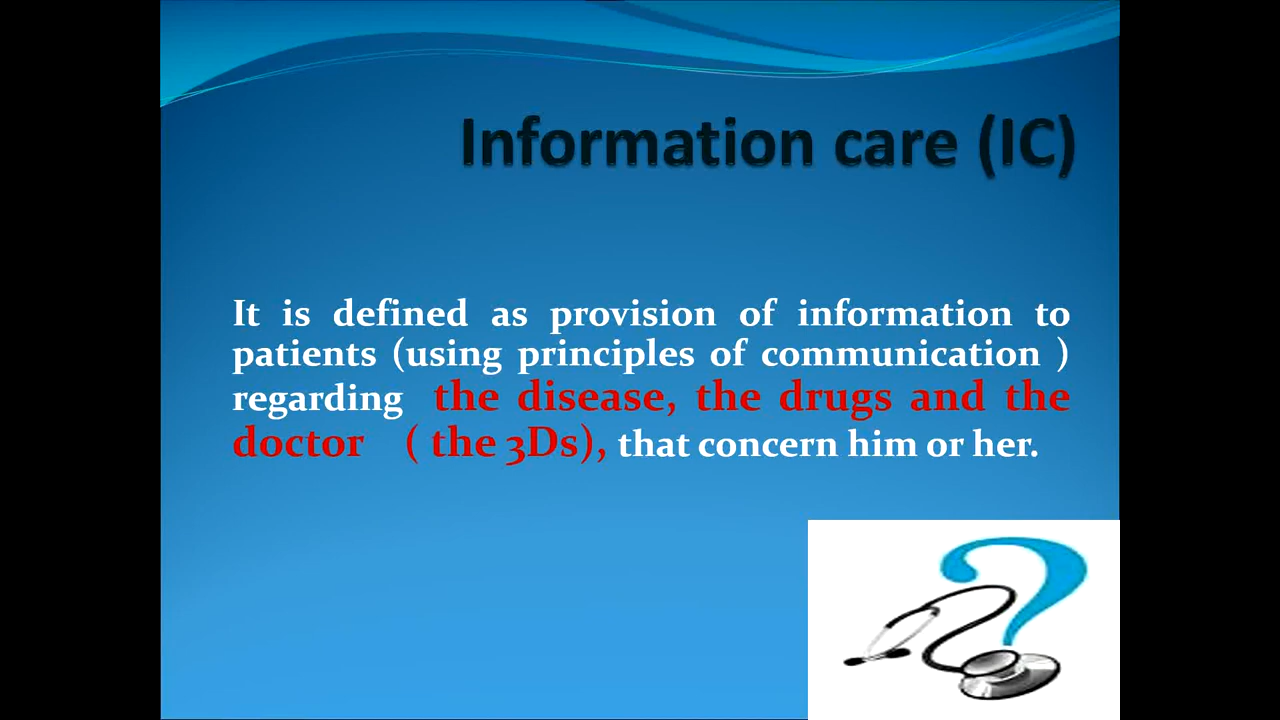 Information care (IC)
It is defined as provision of information to
patients (using principles of communication )
regarding the disease, the drugs and the
doctor ( the 3Ds), that concern him or her.